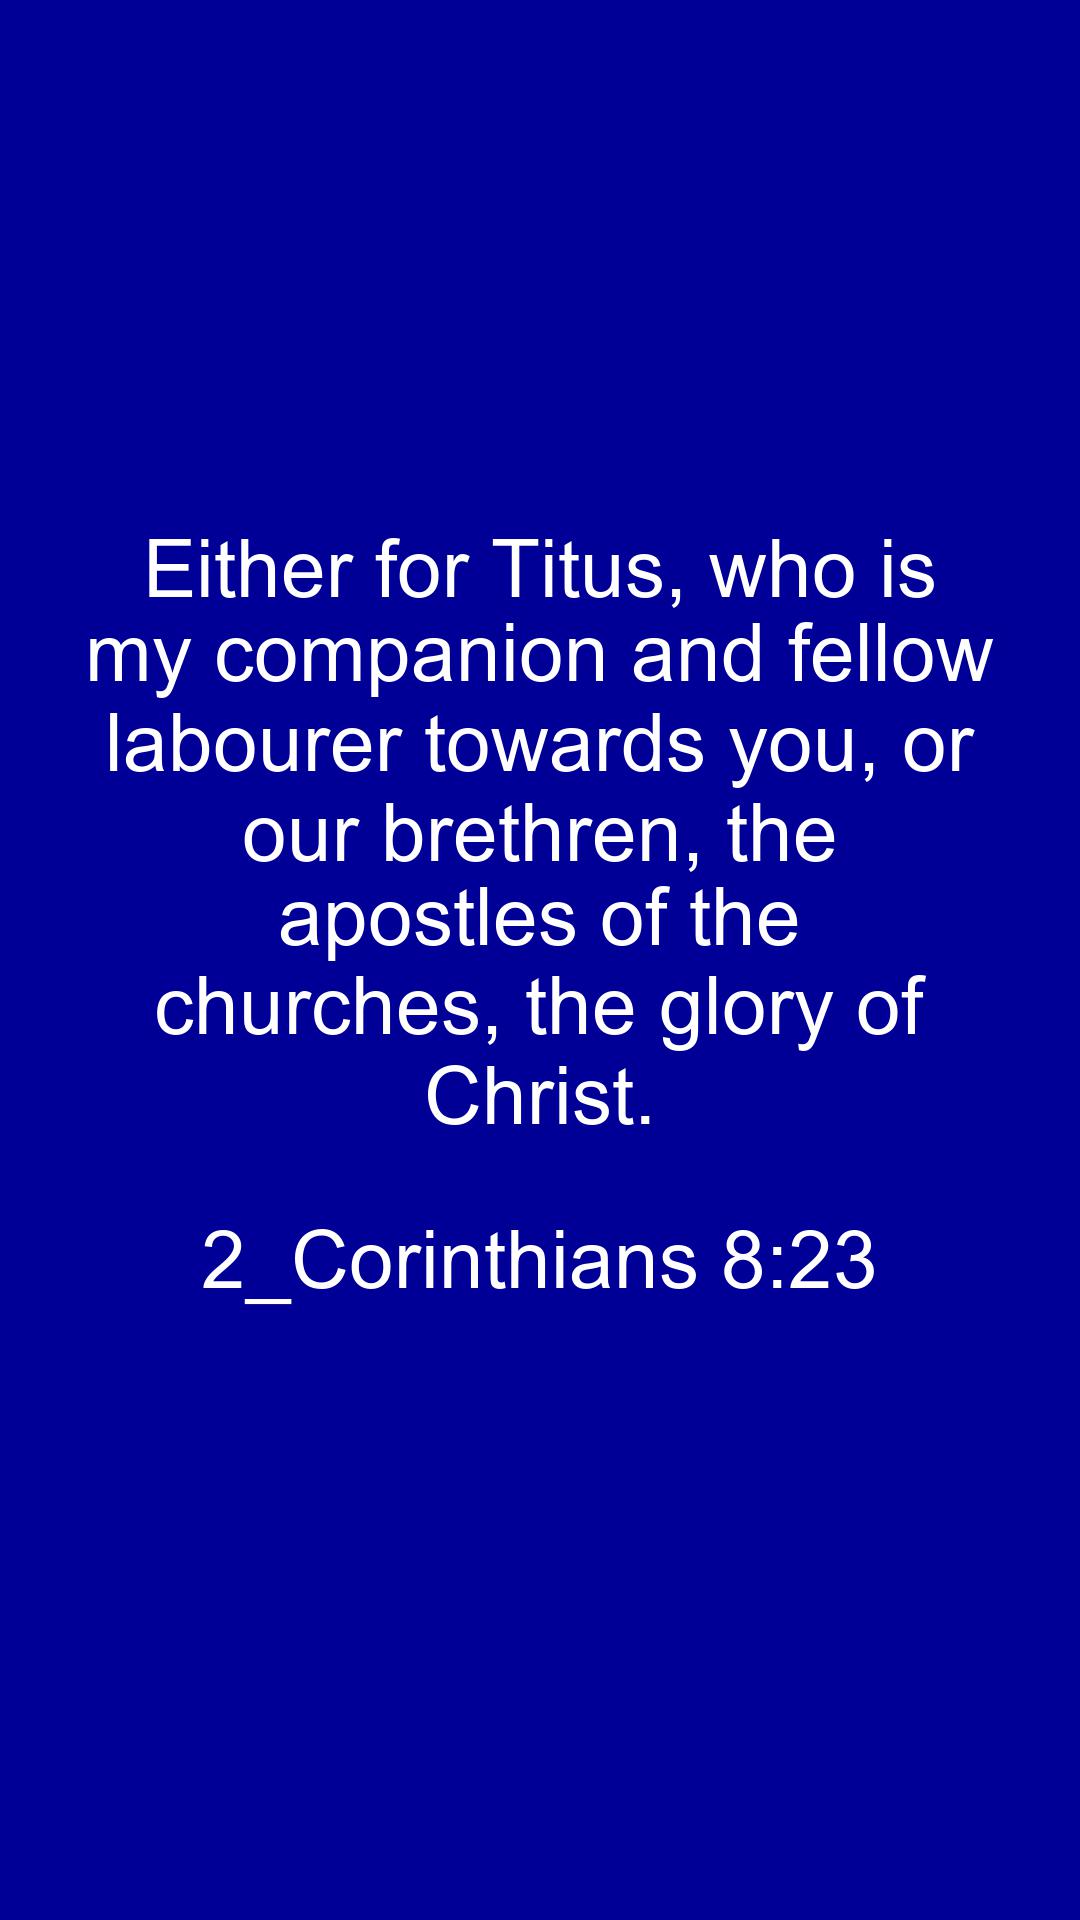 Either for Titus, who is
my companion and fellow
labourer towards you, or
our brethren, the
apostles of the
churches, the glory of
Christ.
2_Corinthians 8:23